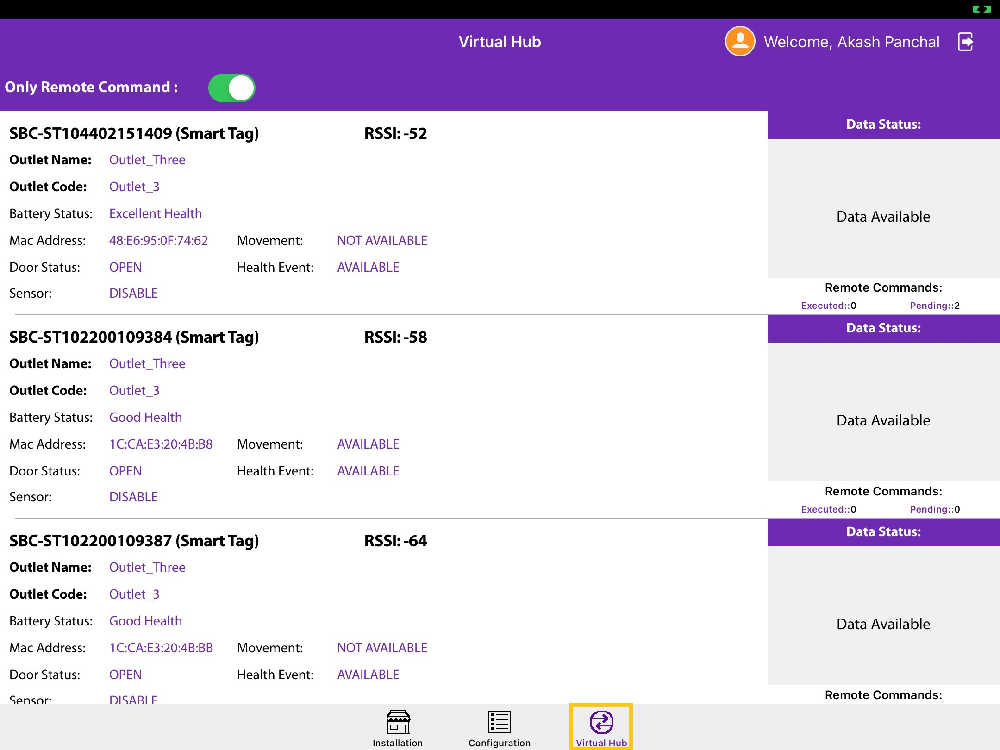 Virtual Hub
Welcome, Akash Panchal
Only Remote Command :
SBC-ST104402151409 (Smart Tag) RSSI: -52
Outlet Name: Outlet_Three
Outlet Code: Outlet_3
Battery Status: Excellent Health
Mac Address: 48:E6:95:0F:74:62 Movement: NOT AVAILABLE
Door Status: OPEN Health Event: AVAILABLE
Sensor: DISABLE
Data Status:
Data Available
Remote Commands:
Executed::0 Pending::2
SBC-ST102200109384 (Smart Tag) RSSI: -58
Outlet Name: Outlet_Three
Outlet Code: Outlet_3
Battery Status: Good Health
Mac Address: 1C:CA:E3:20:4B:B8 Movement: AVAILABLE
Door Status: OPEN Health Event: AVAILABLE
Sensor: DISABLE
Data Status:
Data Available
Remote Commands:
Executed::0 Pending::0
SBC-ST102200109387 (Smart Tag) RSSI: -64
Outlet Name: Outlet_Three
Outlet Code: Outlet_3
Battery Status: Good Health
Mac Address: 1C:CA:E3:20:4B:BB Movement: NOT AVAILABLE
Door Status: OPEN Health Event: AVAILABLE
Sensor: DISABLE
Data Status:
Data Available
Remote Commands:
Installation Configuration Virtual Hub